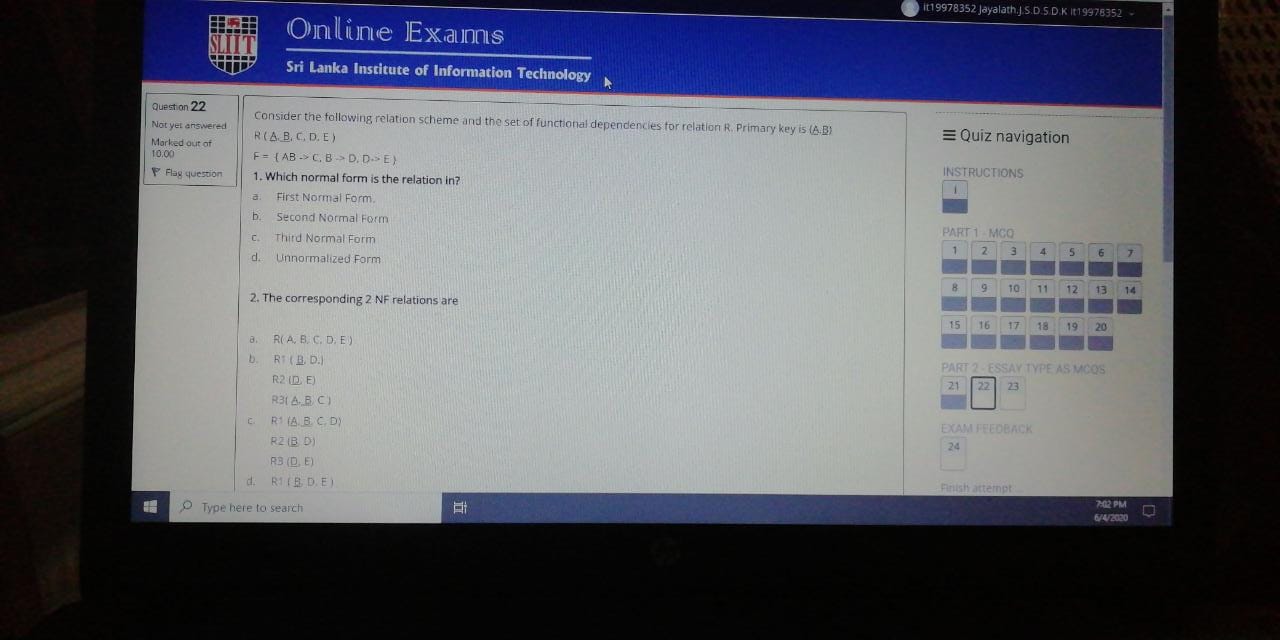 it19978352 Jayalath.J.S.D.S.D.K it19978352
SLIIT
Online Exams
Sri Lanka Institute of Information Technology
Question 22
Not yet answered
Marked out of
10.00
Flag question
Consider the following relation scheme and the set of functional dependencies for relation R. Primary key is (A,B)
R ( A, B, C, D, E )
F = { AB -> C, B -> D, D-> E }
1. Which normal form is the relation in?
a. First Normal Form.
b. Second Normal Form
c. Third Normal Form
d. Unnormalized Form
2. The corresponding 2 NF relations are
a. R( A, B, C, D, E )
b. R1 ( B, D,)
R2 (D, E)
R3( A, B, C )
c. R1 (A, B, C, D)
R2 (B, D)
R3 (D, E)
d. R1 ( B, D, E )
Quiz navigation
INSTRUCTIONS
i
PART 1 - MCQ
1 2 3 4 5 6 7
8 9 10 11 12 13 14
15 16 17 18 19 20
PART 2 - ESSAY TYPE AS MCQS
21 22 23
EXAM FEEDBACK
24
Finish attempt ...
Type here to search
7:02 PM
6/4/2020